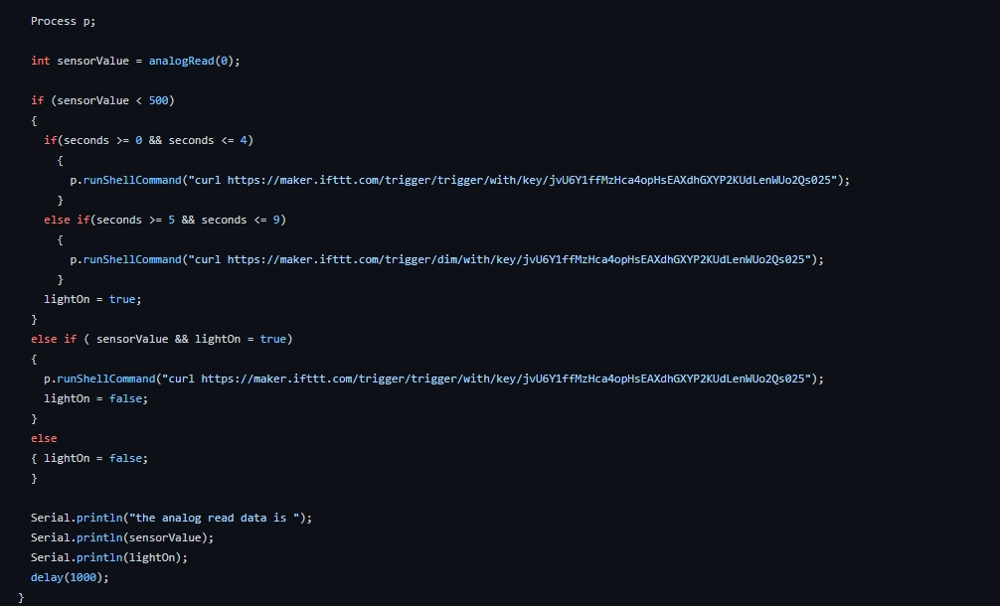 Process p;
int sensorValue = analogRead(0);
if (sensorValue < 500)
{
if(seconds >= 0 && seconds <= 4)
{
p.runShellCommand("curl https://maker.ifttt.com/trigger/trigger/with/key/jvU6Y1ffMzHca4opHsEAXdhGXYP2KUdLenWUo2Qs025");
}
else if(seconds >= 5 && seconds <= 9)
{
p.runShellCommand("curl https://maker.ifttt.com/trigger/dim/with/key/jvU6Y1ffMzHca4opHsEAXdhGXYP2KUdLenWUo2Qs025");
}
lightOn = true;
}
else if ( sensorValue && lightOn = true)
{
p.runShellCommand("curl https://maker.ifttt.com/trigger/trigger/with/key/jvU6Y1ffMzHca4opHsEAXdhGXYP2KUdLenWUo2Qs025");
lightOn = false;
}
else
{ lightOn = false;
}
Serial.println("the analog read data is ");
Serial.println(sensorValue);
Serial.println(lightOn);
delay(1000);
}